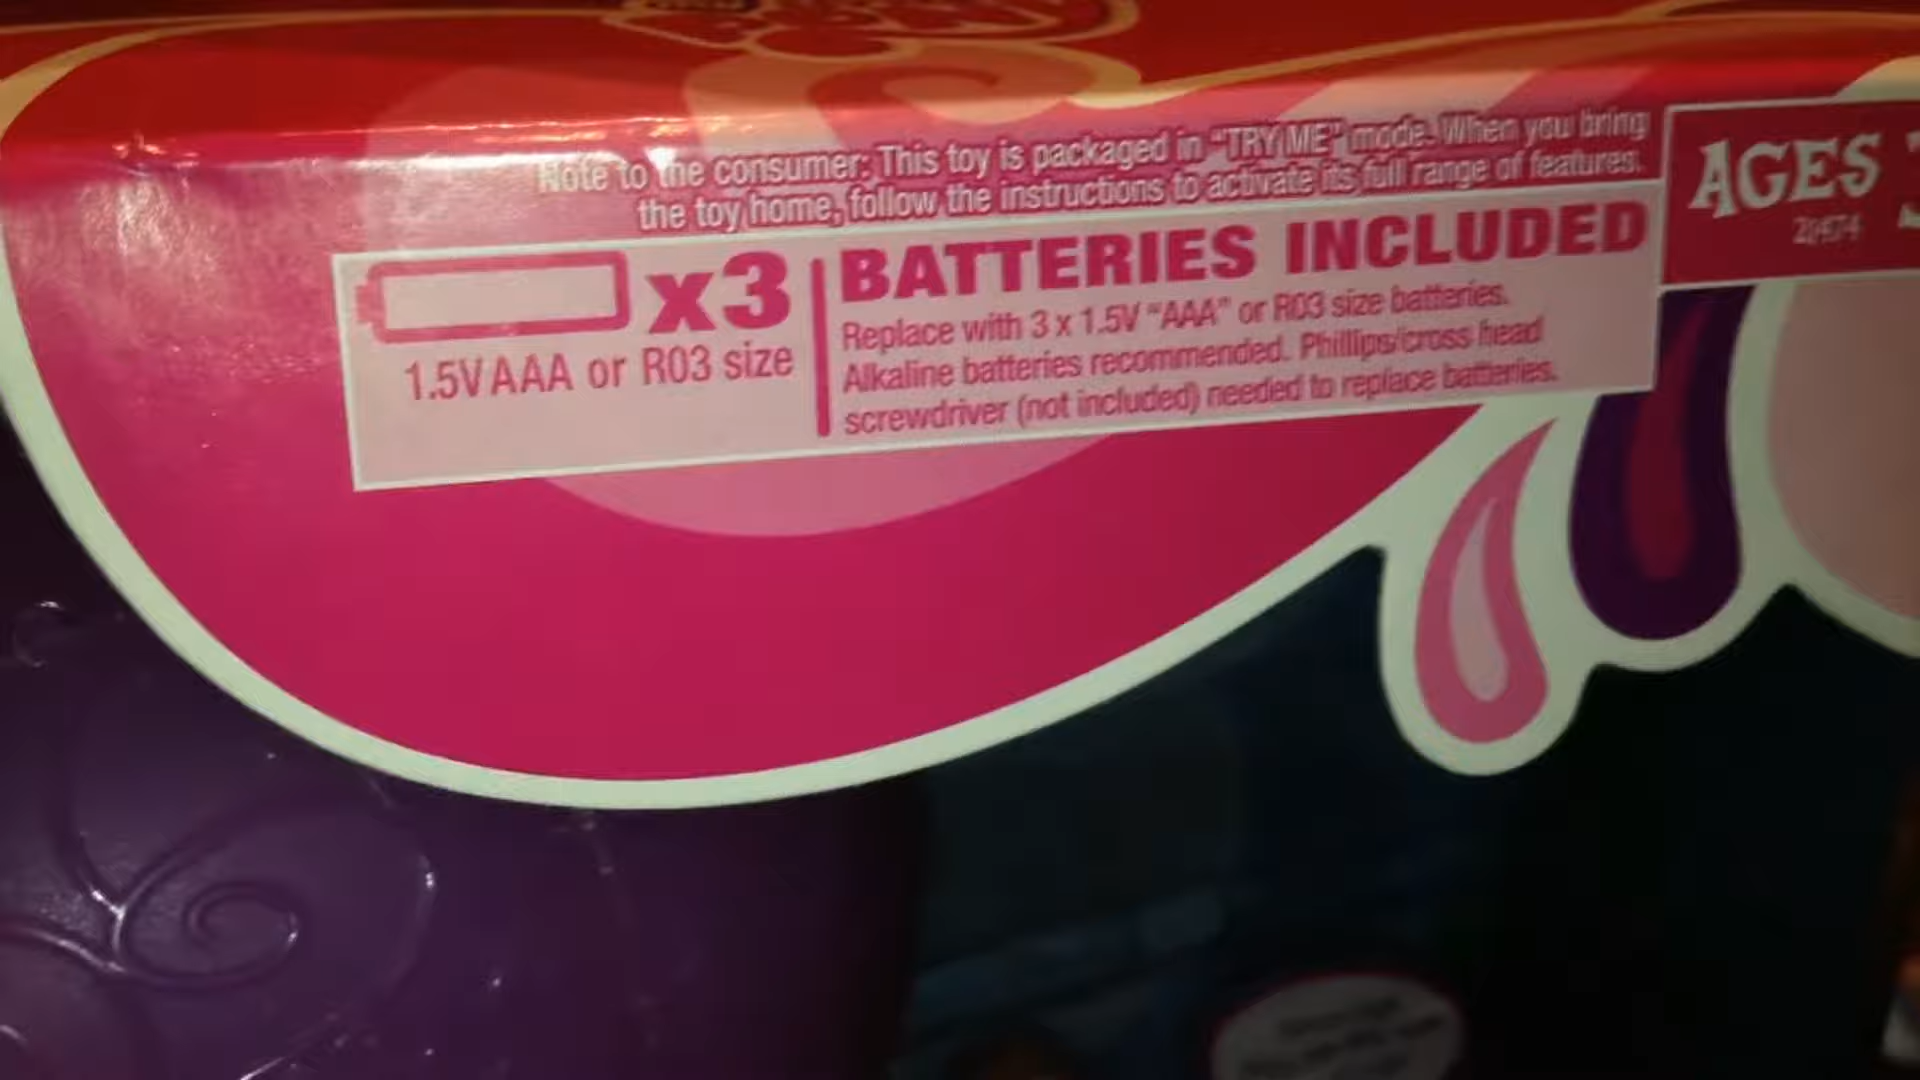 Note to the consumer: This toy is packaged in "TRY ME" mode. When you bring
the toy home, follow the instructions to activate its full range of features.
x3
1.5V AAA or R03 size
BATTERIES INCLUDED
Replace with 3 x 1.5V "AAA" or R03 size batteries.
Alkaline batteries recommended. Phillips/cross head
screwdriver (not included) needed to replace batteries.
AGES